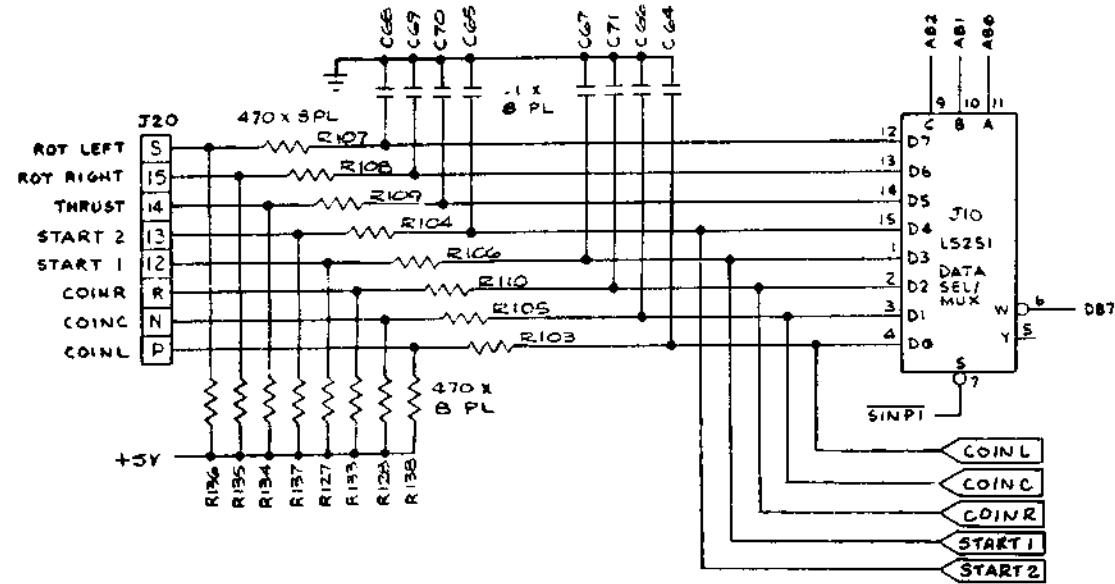 C68 C69 C70 C65 C67 C71 C66 C64
AB2 AB1 AB0
.1 X
8 PL
9 10 11
C B A
J20
470 X 8PL
ROT LEFT S R107 12 D7
ROT RIGHT 15 R108 13 D6
THRUST 14 R109 14 D5
START 2 13 R104 15 D4
START 1 12 R106 1 D3
COINR R R110 2 D2
COINC N R105 3 D1
COINL P R103 4 D0
J10
LS251
DATA
SEL/
MUX
W 6 DB7
Y 5
S
7
SINP1
470 X
8 PL
+5V
R136 R135 R134 R137 R127 R133 R128 R138
COINL
COINC
COINR
START 1
START 2